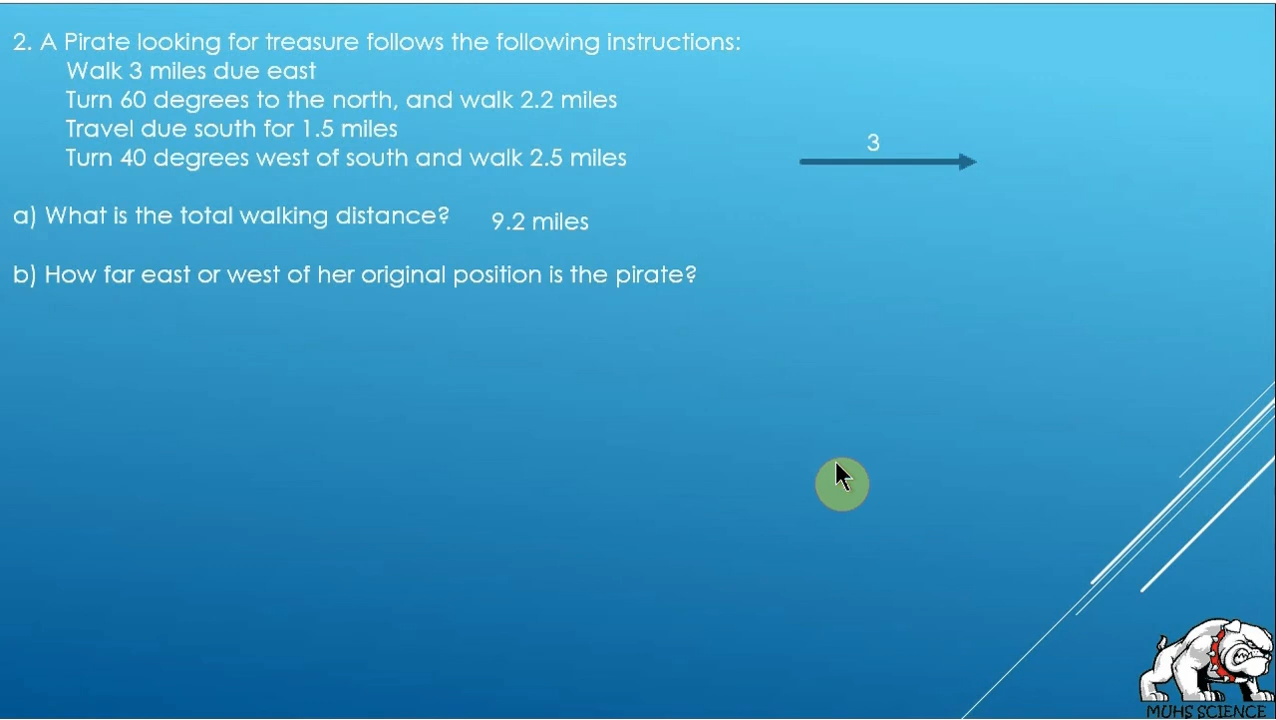 2. A Pirate looking for treasure follows the following instructions:
Walk 3 miles due east
Turn 60 degrees to the north, and walk 2.2 miles
Travel due south for 1.5 miles
Turn 40 degrees west of south and walk 2.5 miles
3
a) What is the total walking distance? 9.2 miles
b) How far east or west of her original position is the pirate?
MUHS SCIENCE